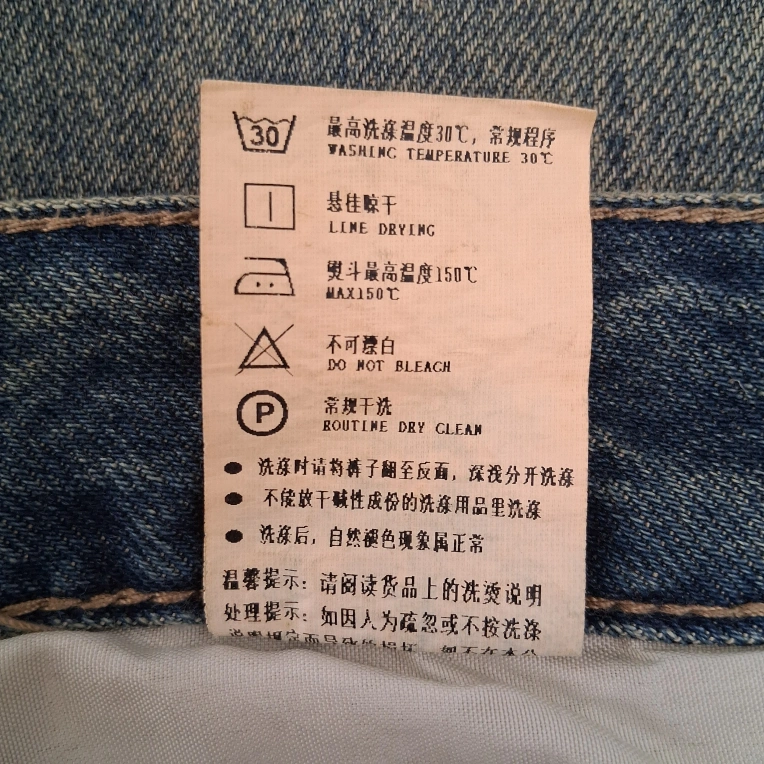 30
最高洗涤温度30℃，常规程序
WASHING TEMPERATURE 30℃
悬挂晾干
LINE DRYING
熨斗最高温度150℃
MAX150℃
不可漂白
DO NOT BLEACH
P
常规干洗
ROUTINE DRY CLEAN
● 洗涤时请将裤子翻至反面，深浅分开洗涤
● 不能放于碱性成份的洗涤用品里洗涤
● 洗涤后，自然褪色现象属正常
温馨提示：请阅读货品上的洗烫说明
处理提示：如因人为疏忽或不按洗涤